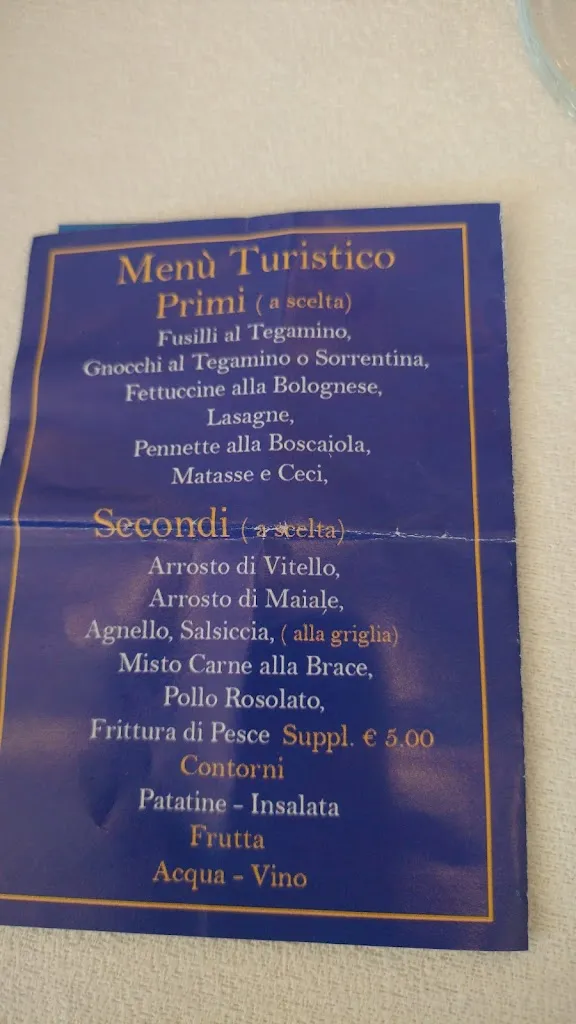 Menù Turistico
Primi ( a scelta)
Fusilli al Tegamino,
Gnocchi al Tegamino o Sorrentina,
Fettuccine alla Bolognese,
Lasagne,
Pennette alla Boscaiola,
Matasse e Ceci,
Secondi ( a scelta)
Arrosto di Vitello,
Arrosto di Maiale,
Agnello, Salsiccia, ( alla griglia)
Misto Carne alla Brace,
Pollo Rosolato,
Frittura di Pesce Suppl. € 5.00
Contorni
Patatine - Insalata
Frutta
Acqua - Vino